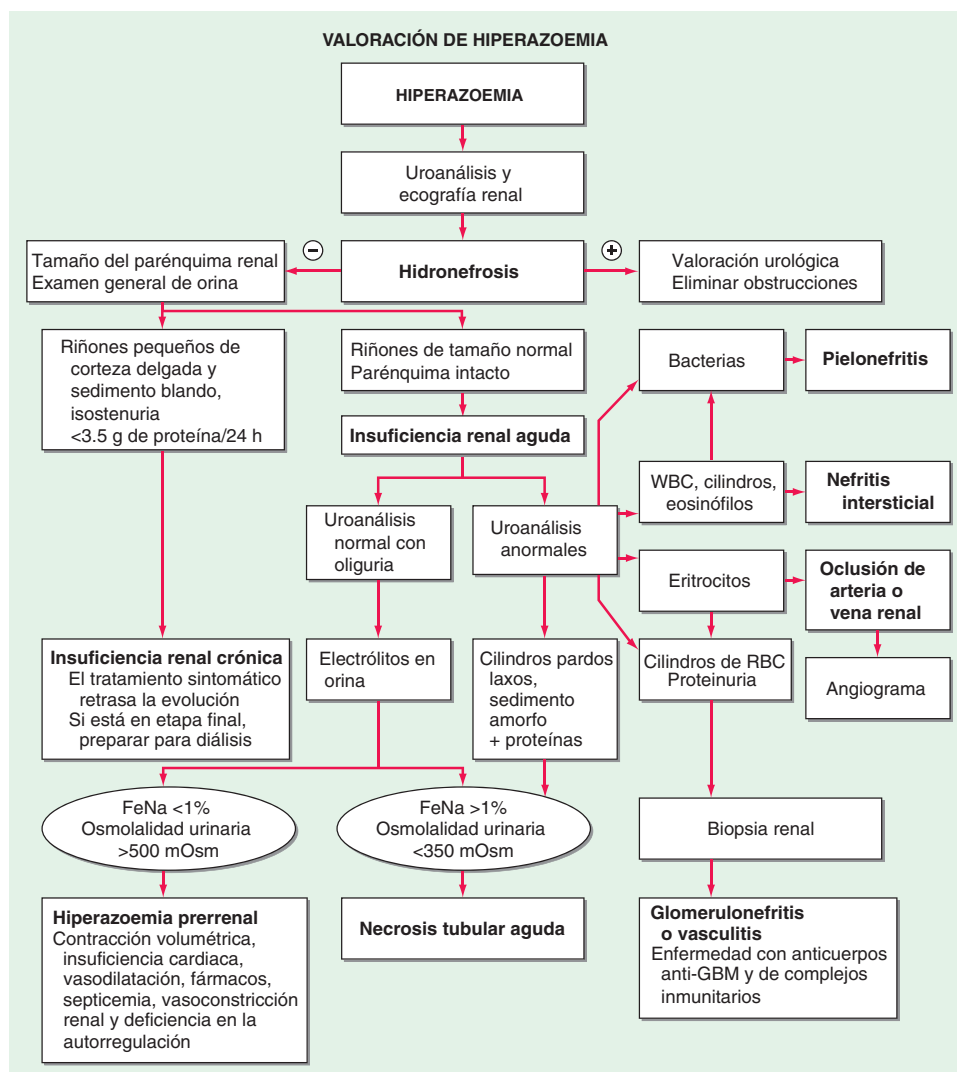 VALORACIÓN DE HIPERAZOEMIA
HIPERAZOEMIA
Uroanálisis y
ecografía renal
Tamaño del parénquima renal
Examen general de orina
−
Hidronefrosis
+
Valoración urológica
Eliminar obstrucciones
Riñones pequeños de
corteza delgada y
sedimento blando,
isostenuria
<3.5 g de proteína/24 h
Riñones de tamaño normal
Parénquima intacto
Bacterias
Pielonefritis
Insuficiencia renal aguda
WBC, cilindros,
eosinófilos
Nefritis
intersticial
Uroanálisis
normal con
oliguria
Uroanálisis
anormales
Eritrocitos
Oclusión de
arteria o
vena renal
Insuficiencia renal crónica
El tratamiento sintomático
retrasa la evolución
Si está en etapa final,
preparar para diálisis
Electrólitos en
orina
Cilindros pardos
laxos,
sedimento
amorfo
+ proteínas
Cilindros de RBC
Proteinuria
Angiograma
FeNa <1%
Osmolalidad urinaria
>500 mOsm
FeNa >1%
Osmolalidad urinaria
<350 mOsm
Biopsia renal
Hiperazoemia prerrenal
Contracción volumétrica,
insuficiencia cardiaca,
vasodilatación, fármacos,
septicemia, vasoconstricción
renal y deficiencia en la
autorregulación
Necrosis tubular aguda
Glomerulonefritis
o vasculitis
Enfermedad con anticuerpos
anti-GBM y de complejos
inmunitarios